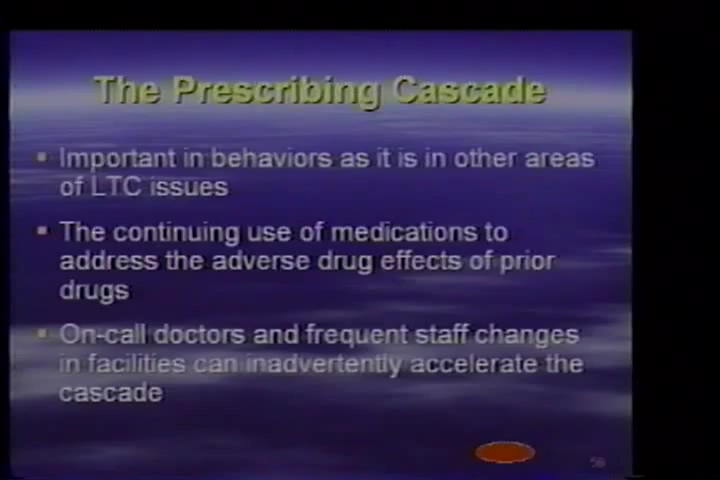 The Prescribing Cascade
Important in behaviors as it is in other areas
of LTC issues
The continuing use of medications to
address the adverse drug effects of prior
drugs
On-call doctors and frequent staff changes
in facilities can inadvertently accelerate the
cascade